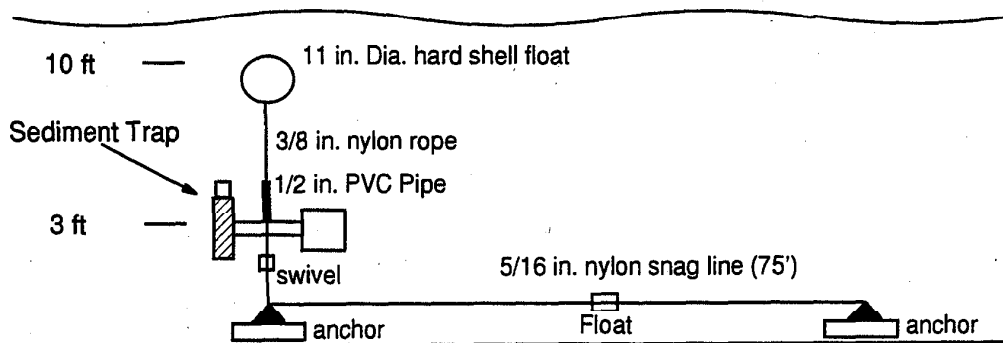 11 in. Dia. hard shell float
10 ft
Sediment Trap
3/8 in. nylon rope
1/2 in. PVC Pipe
3 ft
swivel
5/16 in. nylon snag line (75')
anchor
Float
anchor